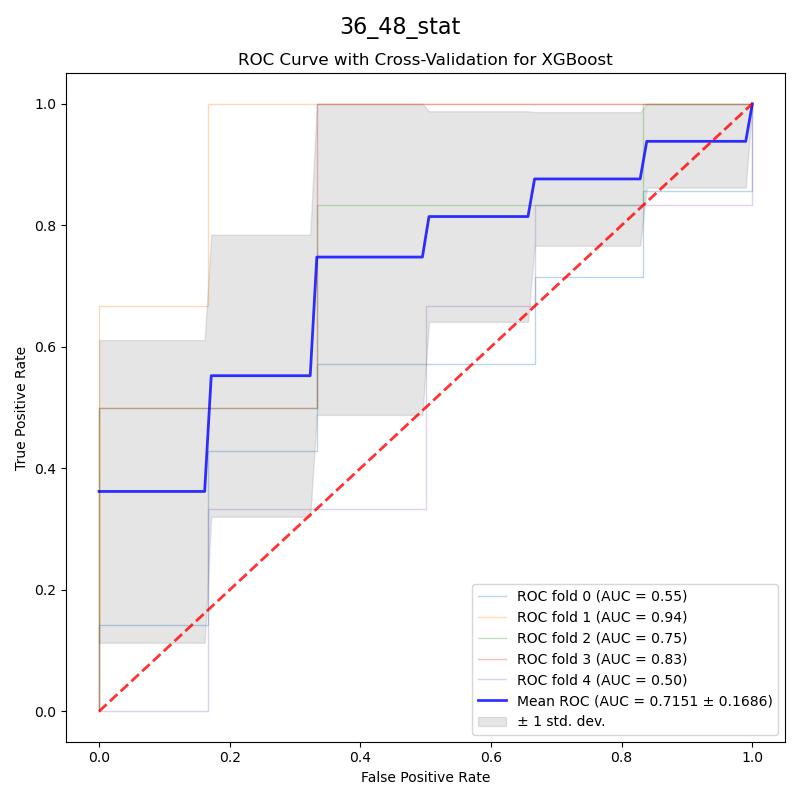 36_48_stat
ROC Curve with Cross-Validation for XGBoost
True Positive Rate
1.0
0.8
0.6
0.4
0.2
0.0
0.0 0.2 0.4 0.6 0.8 1.0
False Positive Rate
ROC fold 0 (AUC = 0.55)
ROC fold 1 (AUC = 0.94)
ROC fold 2 (AUC = 0.75)
ROC fold 3 (AUC = 0.83)
ROC fold 4 (AUC = 0.50)
Mean ROC (AUC = 0.7151 ± 0.1686)
± 1 std. dev.